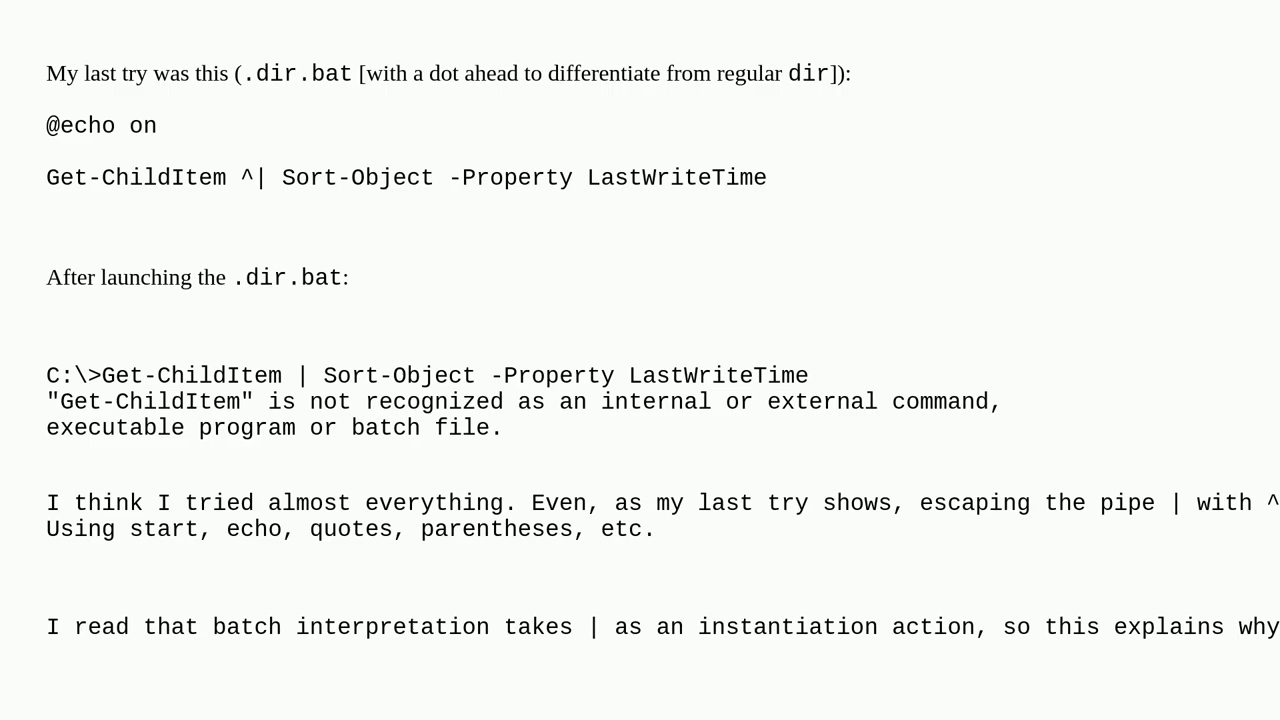 My last try was this (.dir.bat [with a dot ahead to differentiate from regular dir]):
@echo on
Get-ChildItem ^| Sort-Object -Property LastWriteTime
After launching the .dir.bat:
C:\>Get-ChildItem | Sort-Object -Property LastWriteTime
"Get-ChildItem" is not recognized as an internal or external command,
executable program or batch file.
I think I tried almost everything. Even, as my last try shows, escaping the pipe | with ^
Using start, echo, quotes, parentheses, etc.
I read that batch interpretation takes | as an instantiation action, so this explains why